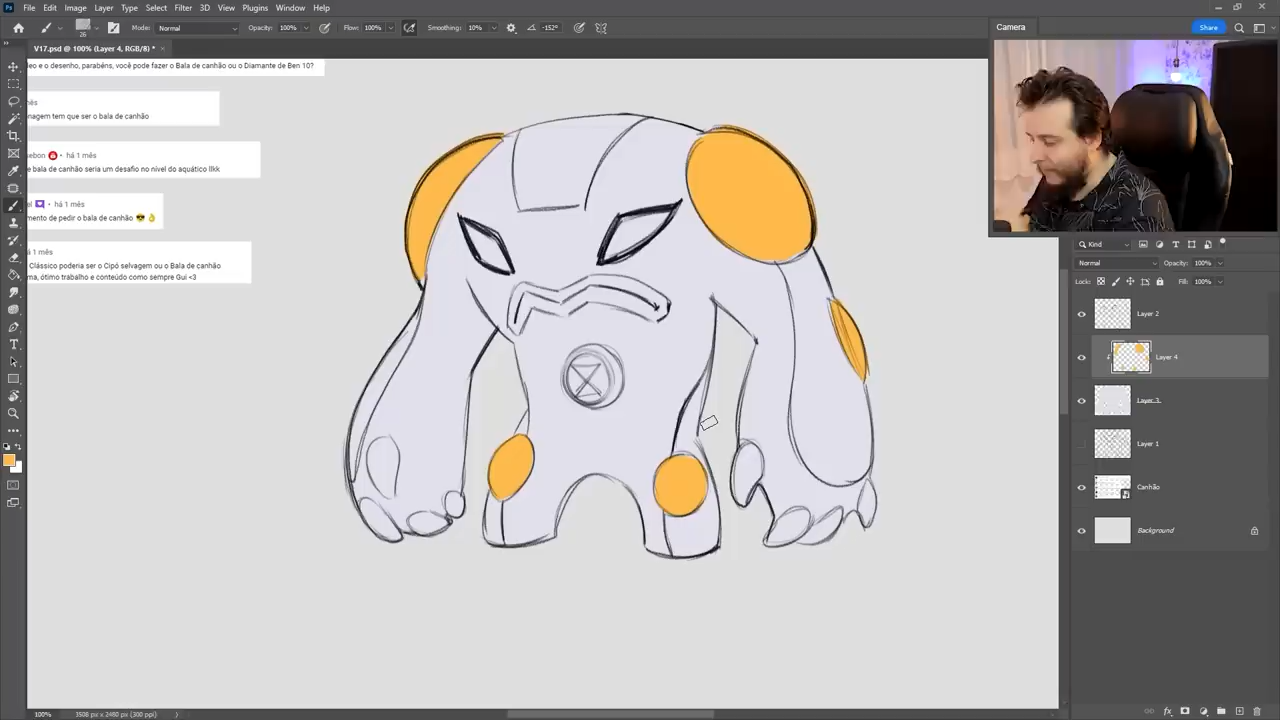 File Edit Image Layer Type Select Filter 3D View Plugins Window Help
Mode: Normal Opacity: 100% Flow: 100% Smoothing: 10% -152° Share
V17.psd @ 100% (Layer 4, RGB/8) *
Camera
eo e o desenho, parabéns, você pode fazer o Bala de canhão ou o Diamante de Ben 10?
mês
nagem tem que ser o bala de canhão
ebon há 1 mês
e bala de canhão seria um desafio no nivel do aquático llkk
há 1 mês
mento de pedir o bala de canhão 😎👌
á 1 mês
Clássico poderia ser o Cipó selvagem ou o Bala de canhão
ma, ótimo trabalho e conteúdo como sempre Gui <3
26
Kind
Normal Opacity: 100%
Lock: Fill: 100%
Layer 2
Layer 4
Layer 3
Layer 1
Canhão
Background
100% 3508 px x 2480 px (300 ppi)